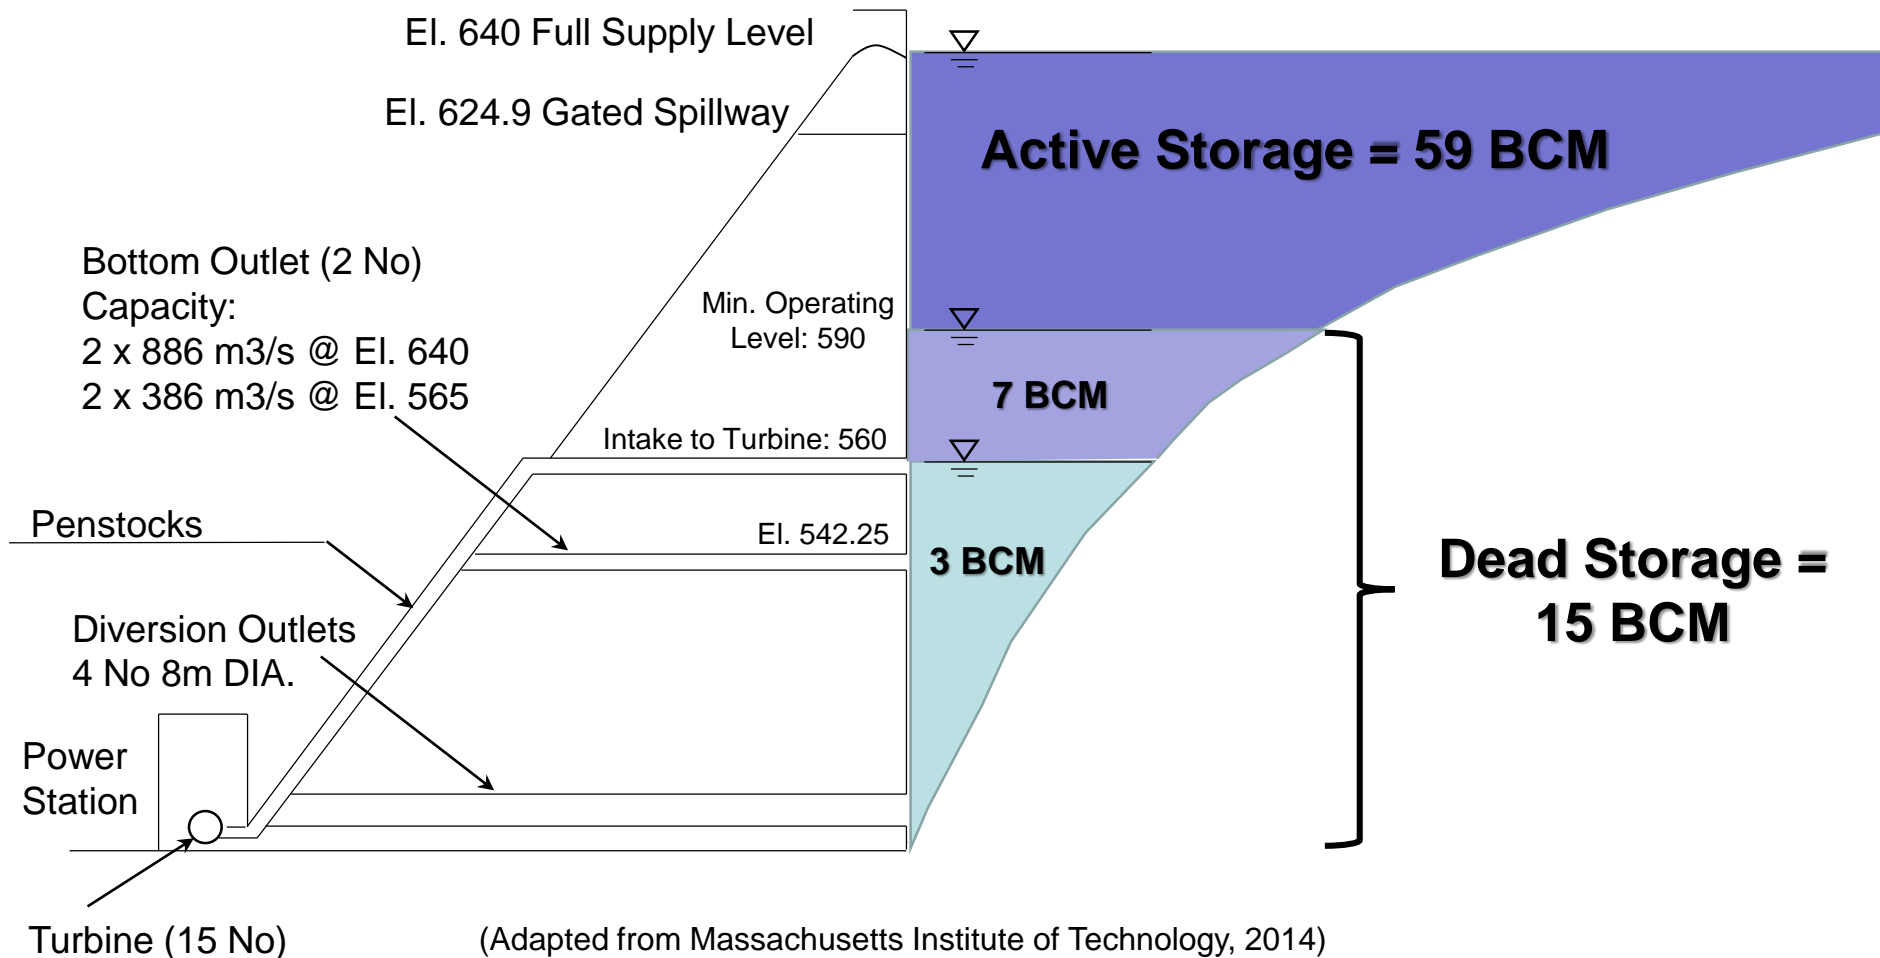 El. 640 Full Supply Level
El. 624.9 Gated Spillway
Active Storage = 59 BCM
Bottom Outlet (2 No)
Capacity:
2 x 886 m3/s @ El. 640
2 x 386 m3/s @ El. 565
Min. Operating
Level: 590
7 BCM
Intake to Turbine: 560
Penstocks
El. 542.25
3 BCM
Dead Storage =
15 BCM
Diversion Outlets
4 No 8m DIA.
Power
Station
Turbine (15 No)
(Adapted from Massachusetts Institute of Technology, 2014)